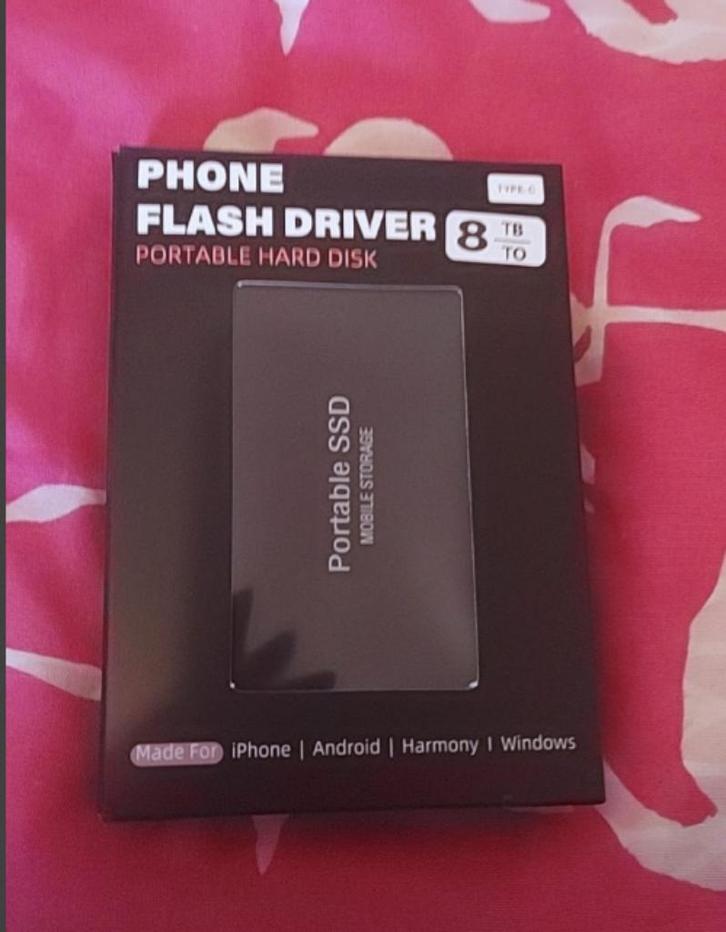 PHONE
TYPE-C
FLASH DRIVER
8 TB
TO
PORTABLE HARD DISK
Portable SSD
MOBILE STORAGE
Made For iPhone | Android | Harmony I Windows